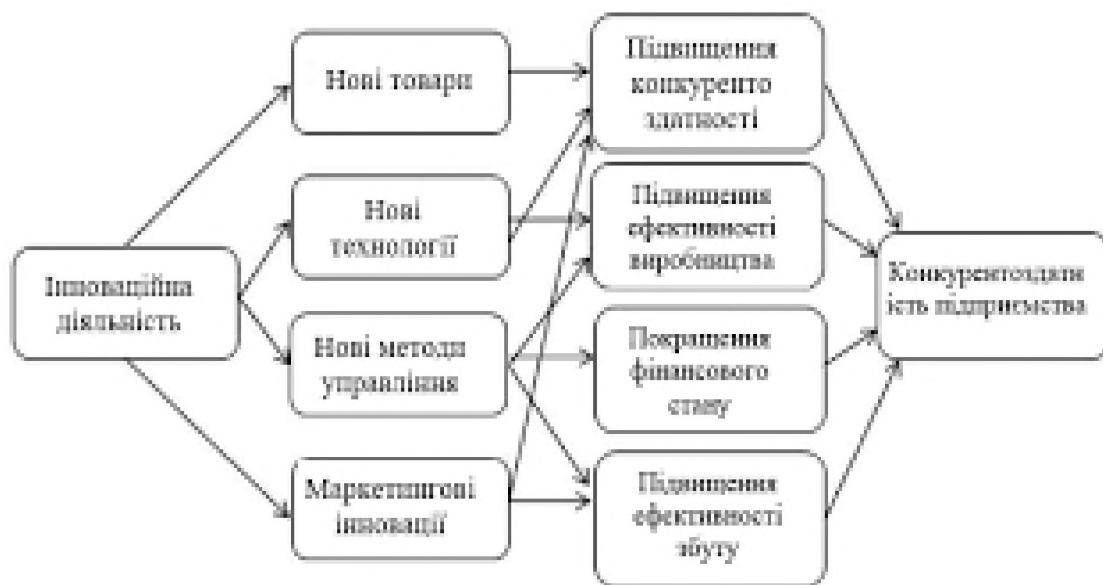 Нові товари
Підвищення
конкуренто
здатності
Нові
технології
Підвищення
ефективності
виробництва
Інноваційна
діяльність
Конкурентоздатн
ість підприємства
Нові методи
управління
Покращення
фінансового
стану
Маркетингові
інновації
Підвищення
ефективності
збуту